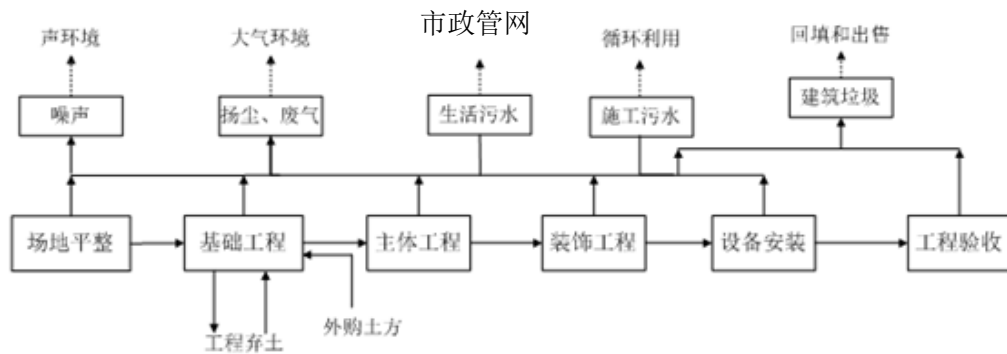 市政管网
声环境
大气环境
循环利用
回填和出售
噪声
扬尘、废气
生活污水
施工污水
建筑垃圾
场地平整
基础工程
主体工程
装饰工程
设备安装
工程验收
外购土方
工程弃土